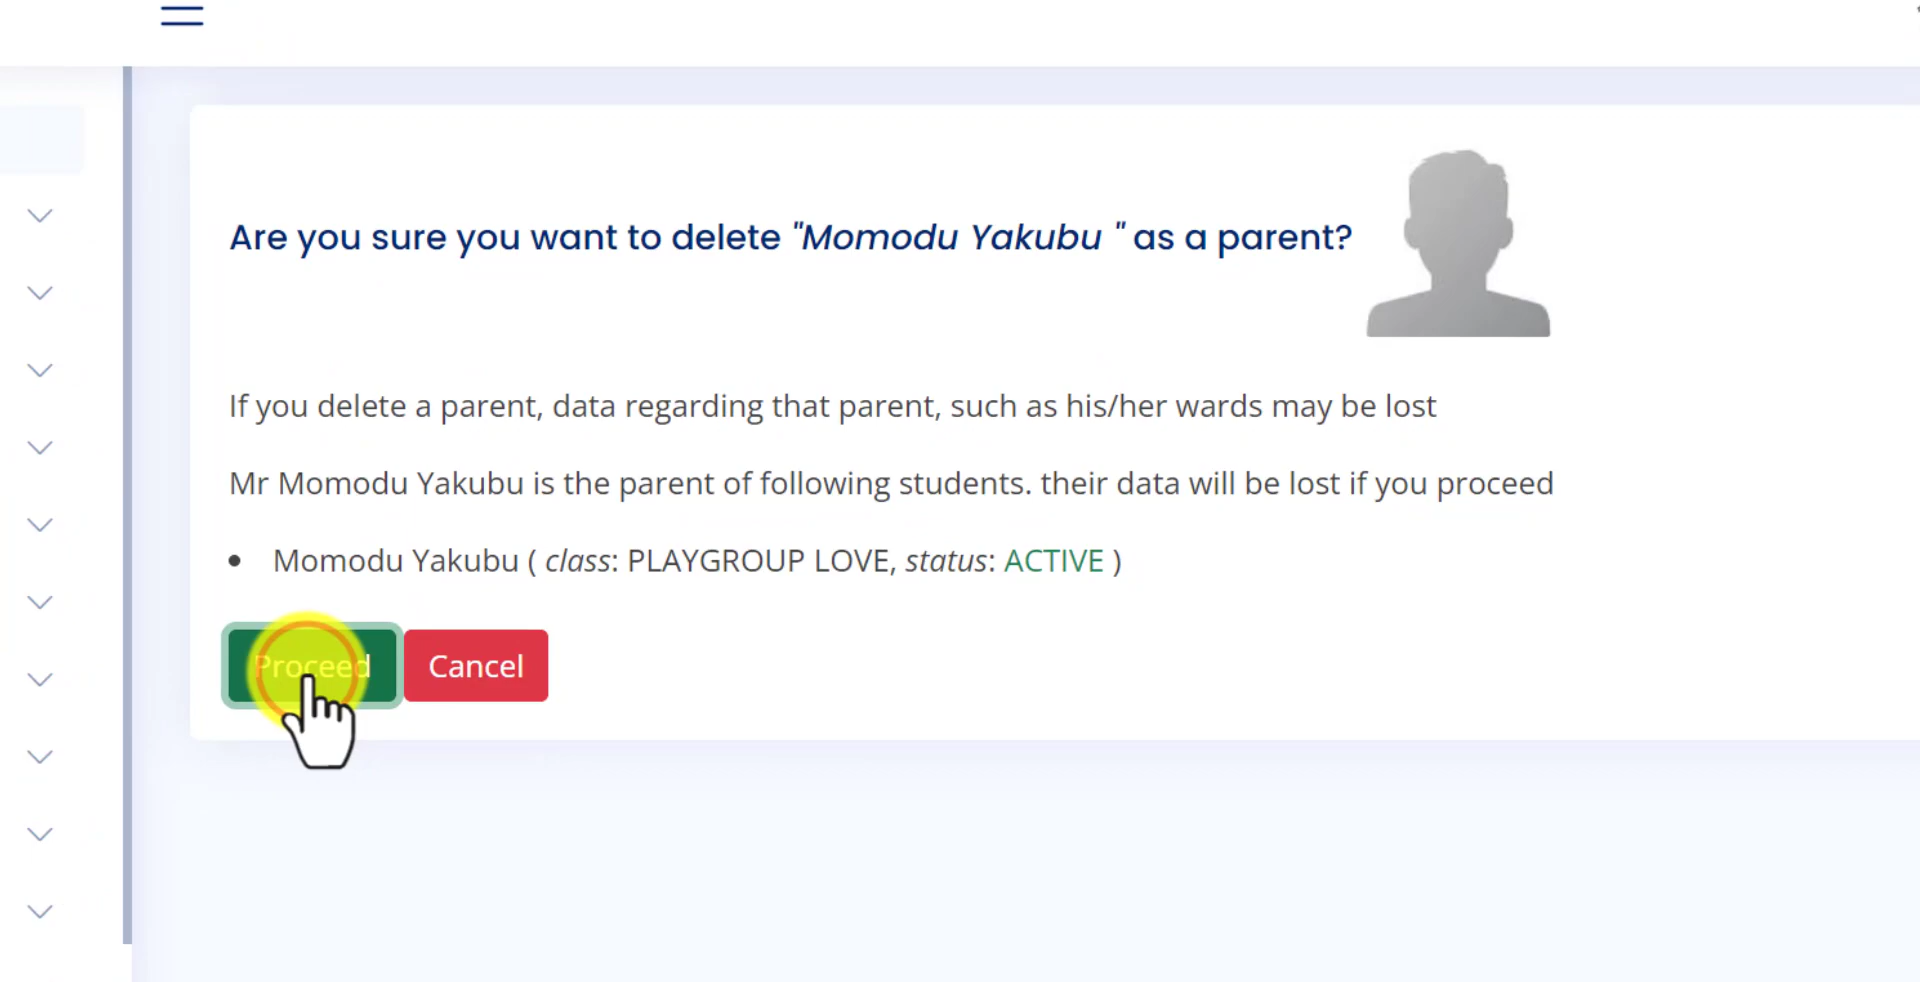 Are you sure you want to delete "Momodu Yakubu " as a parent?
If you delete a parent, data regarding that parent, such as his/her wards may be lost
Mr Momodu Yakubu is the parent of following students. their data will be lost if you proceed
• Momodu Yakubu ( class: PLAYGROUP LOVE, status: ACTIVE )
Proceed Cancel